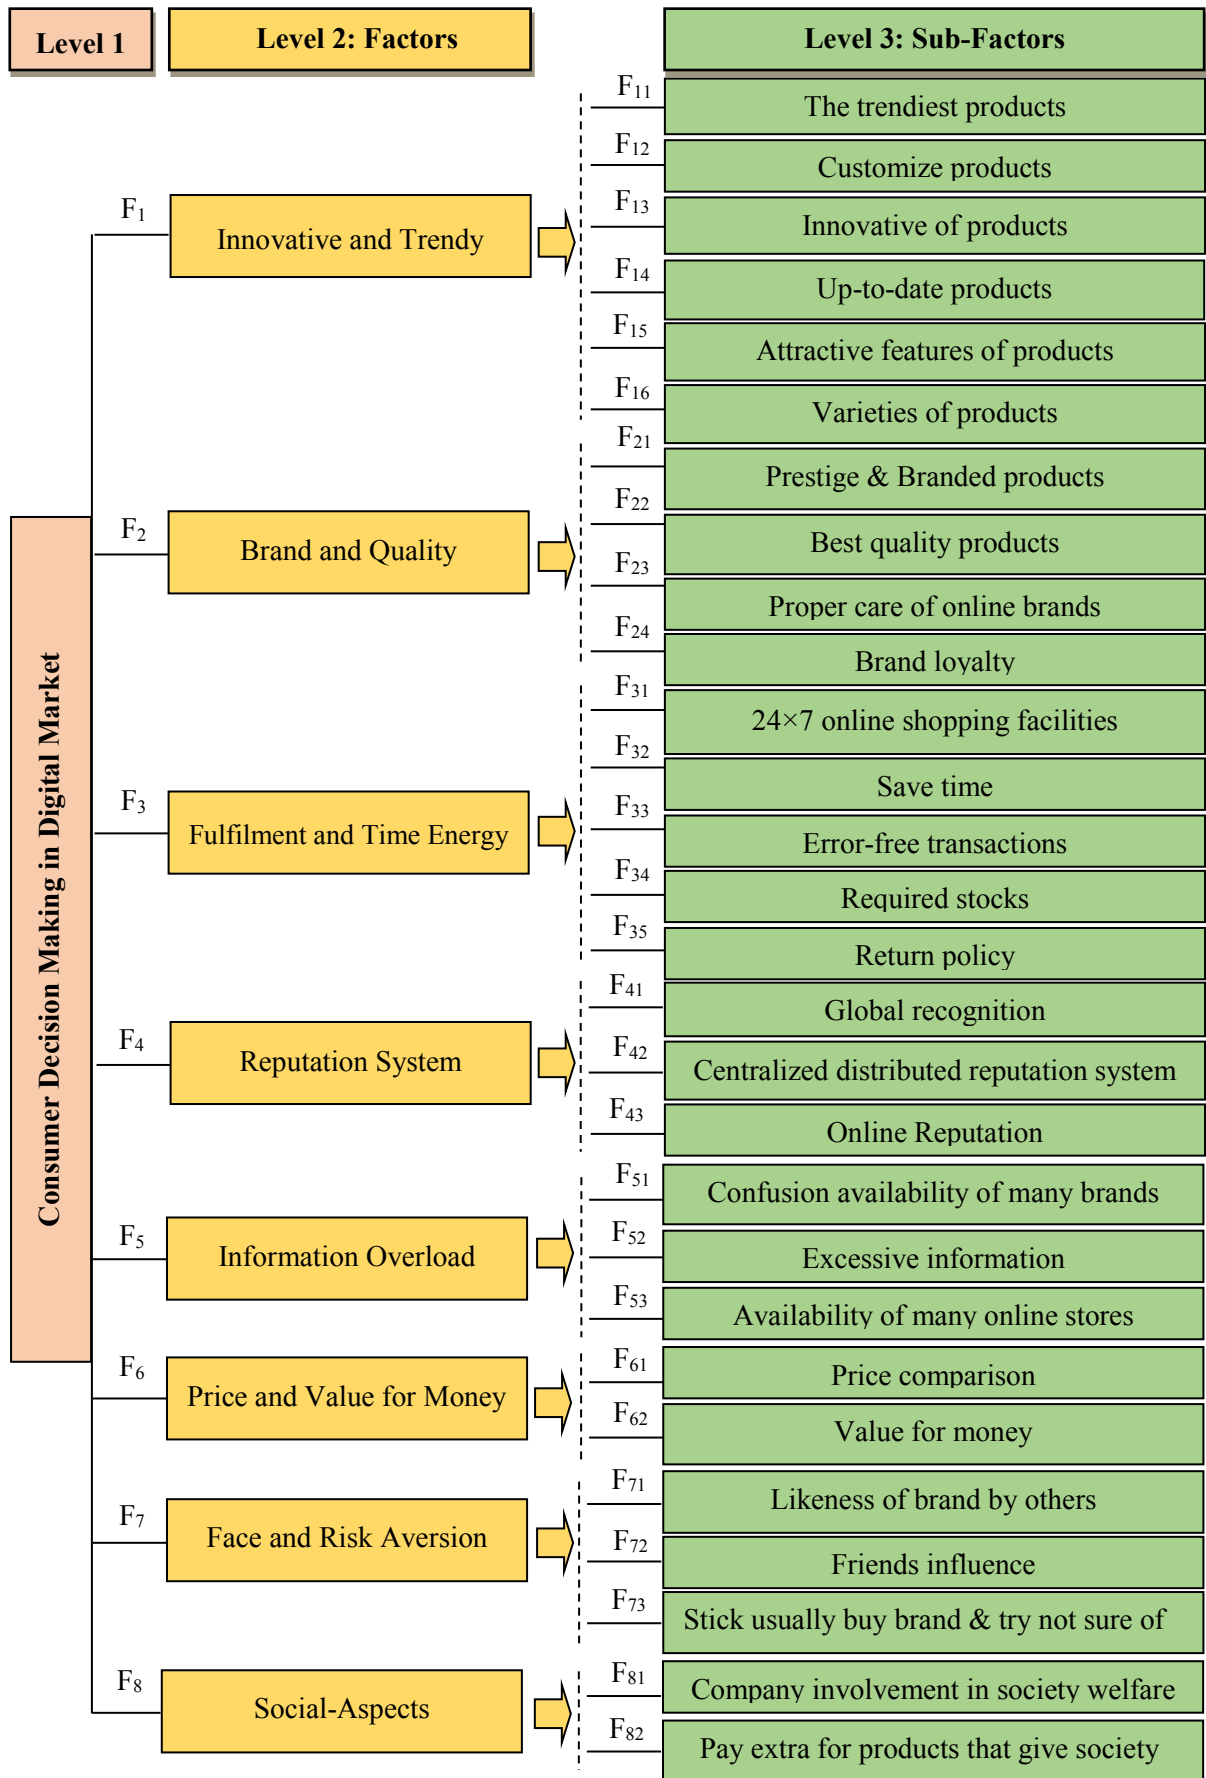 Level 1
Level 2: Factors
Level 3: Sub-Factors
Consumer Decision Making in Digital Market
F1
Innovative and Trendy
F11
The trendiest products
F12
Customize products
F13
Innovative of products
F14
Up-to-date products
F15
Attractive features of products
F16
Varieties of products
F2
Brand and Quality
F21
Prestige & Branded products
F22
Best quality products
F23
Proper care of online brands
F24
Brand loyalty
F3
Fulfilment and Time Energy
F31
24×7 online shopping facilities
F32
Save time
F33
Error-free transactions
F34
Required stocks
F35
Return policy
F4
Reputation System
F41
Global recognition
F42
Centralized distributed reputation system
F43
Online Reputation
F5
Information Overload
F51
Confusion availability of many brands
F52
Excessive information
F53
Availability of many online stores
F6
Price and Value for Money
F61
Price comparison
F62
Value for money
F7
Face and Risk Aversion
F71
Likeness of brand by others
F72
Friends influence
F73
Stick usually buy brand & try not sure of
F8
Social-Aspects
F81
Company involvement in society welfare
F82
Pay extra for products that give society